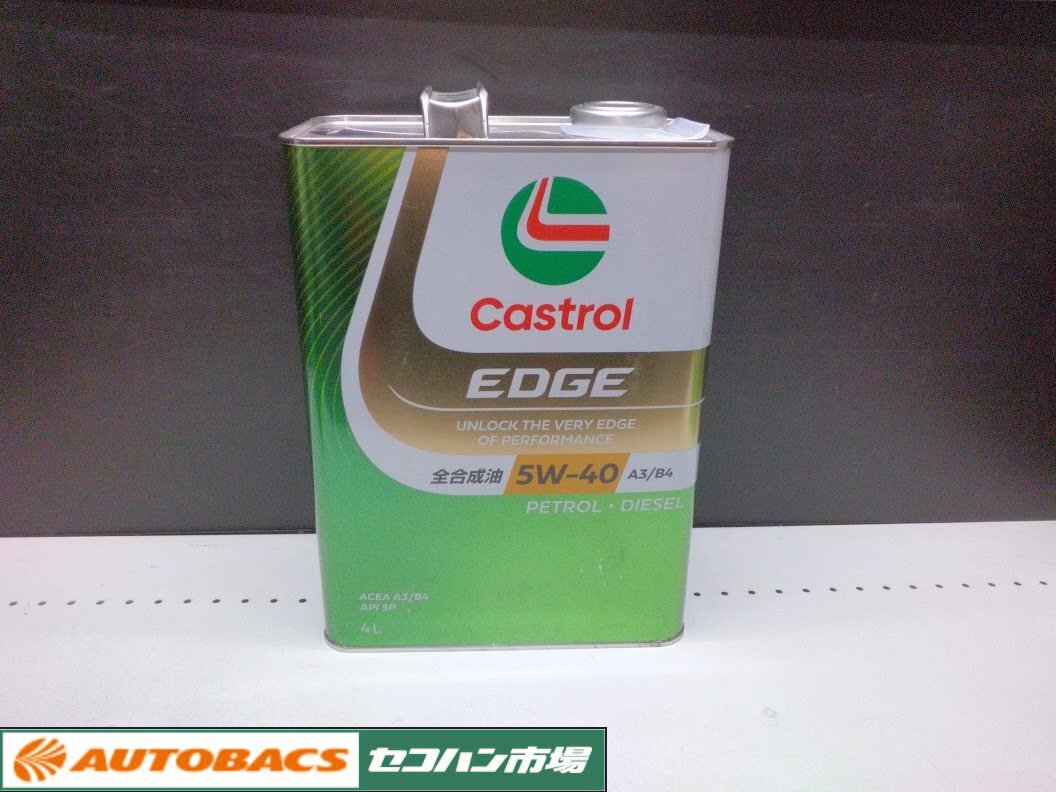 Castrol
EDGE
UNLOCK THE VERY EDGE
OF PERFORMANCE
全合成油 5W-40 A3/B4
PETROL • DIESEL
ACEA A3/B4
API SP
4L
AUTOBACS セコハン市場